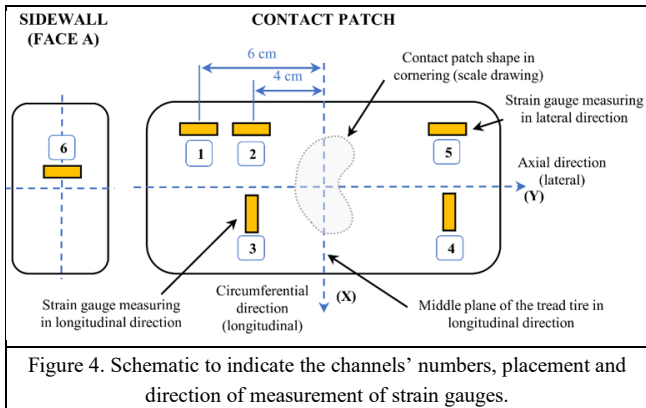 SIDEWALL
(FACE A)
CONTACT PATCH
6 cm
4 cm
Contact patch shape in
cornering (scale drawing)
Strain gauge measuring
in lateral direction
6
1
2
5
Axial direction
(lateral)
(Y)
3
4
Strain gauge measuring
in longitudinal direction
Circumferential
direction
(longitudinal)
(X)
Middle plane of the tread tire in
longitudinal direction
Figure 4. Schematic to indicate the channels’ numbers, placement and
direction of measurement of strain gauges.